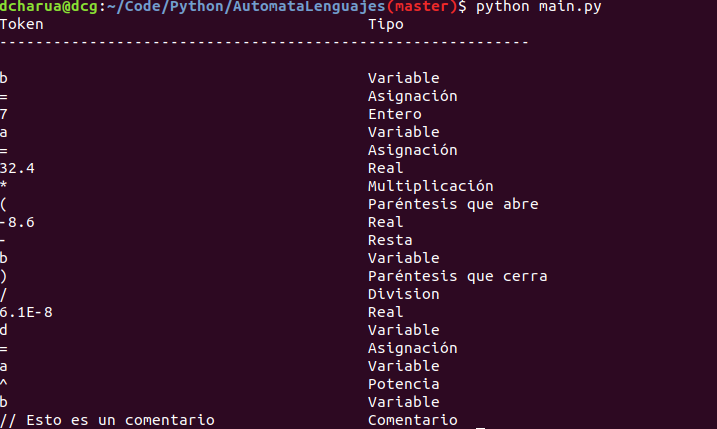 dcharua@dcg:~/Code/Python/AutomataLenguajes(master)$ python main.py
Token Tipo
-----------------------------------------------------------
b Variable
= Asignación
7 Entero
a Variable
= Asignación
32.4 Real
* Multiplicación
( Paréntesis que abre
-8.6 Real
- Resta
b Variable
) Paréntesis que cerra
/ Division
6.1E-8 Real
d Variable
= Asignación
a Variable
^ Potencia
b Variable
// Esto es un comentario Comentario